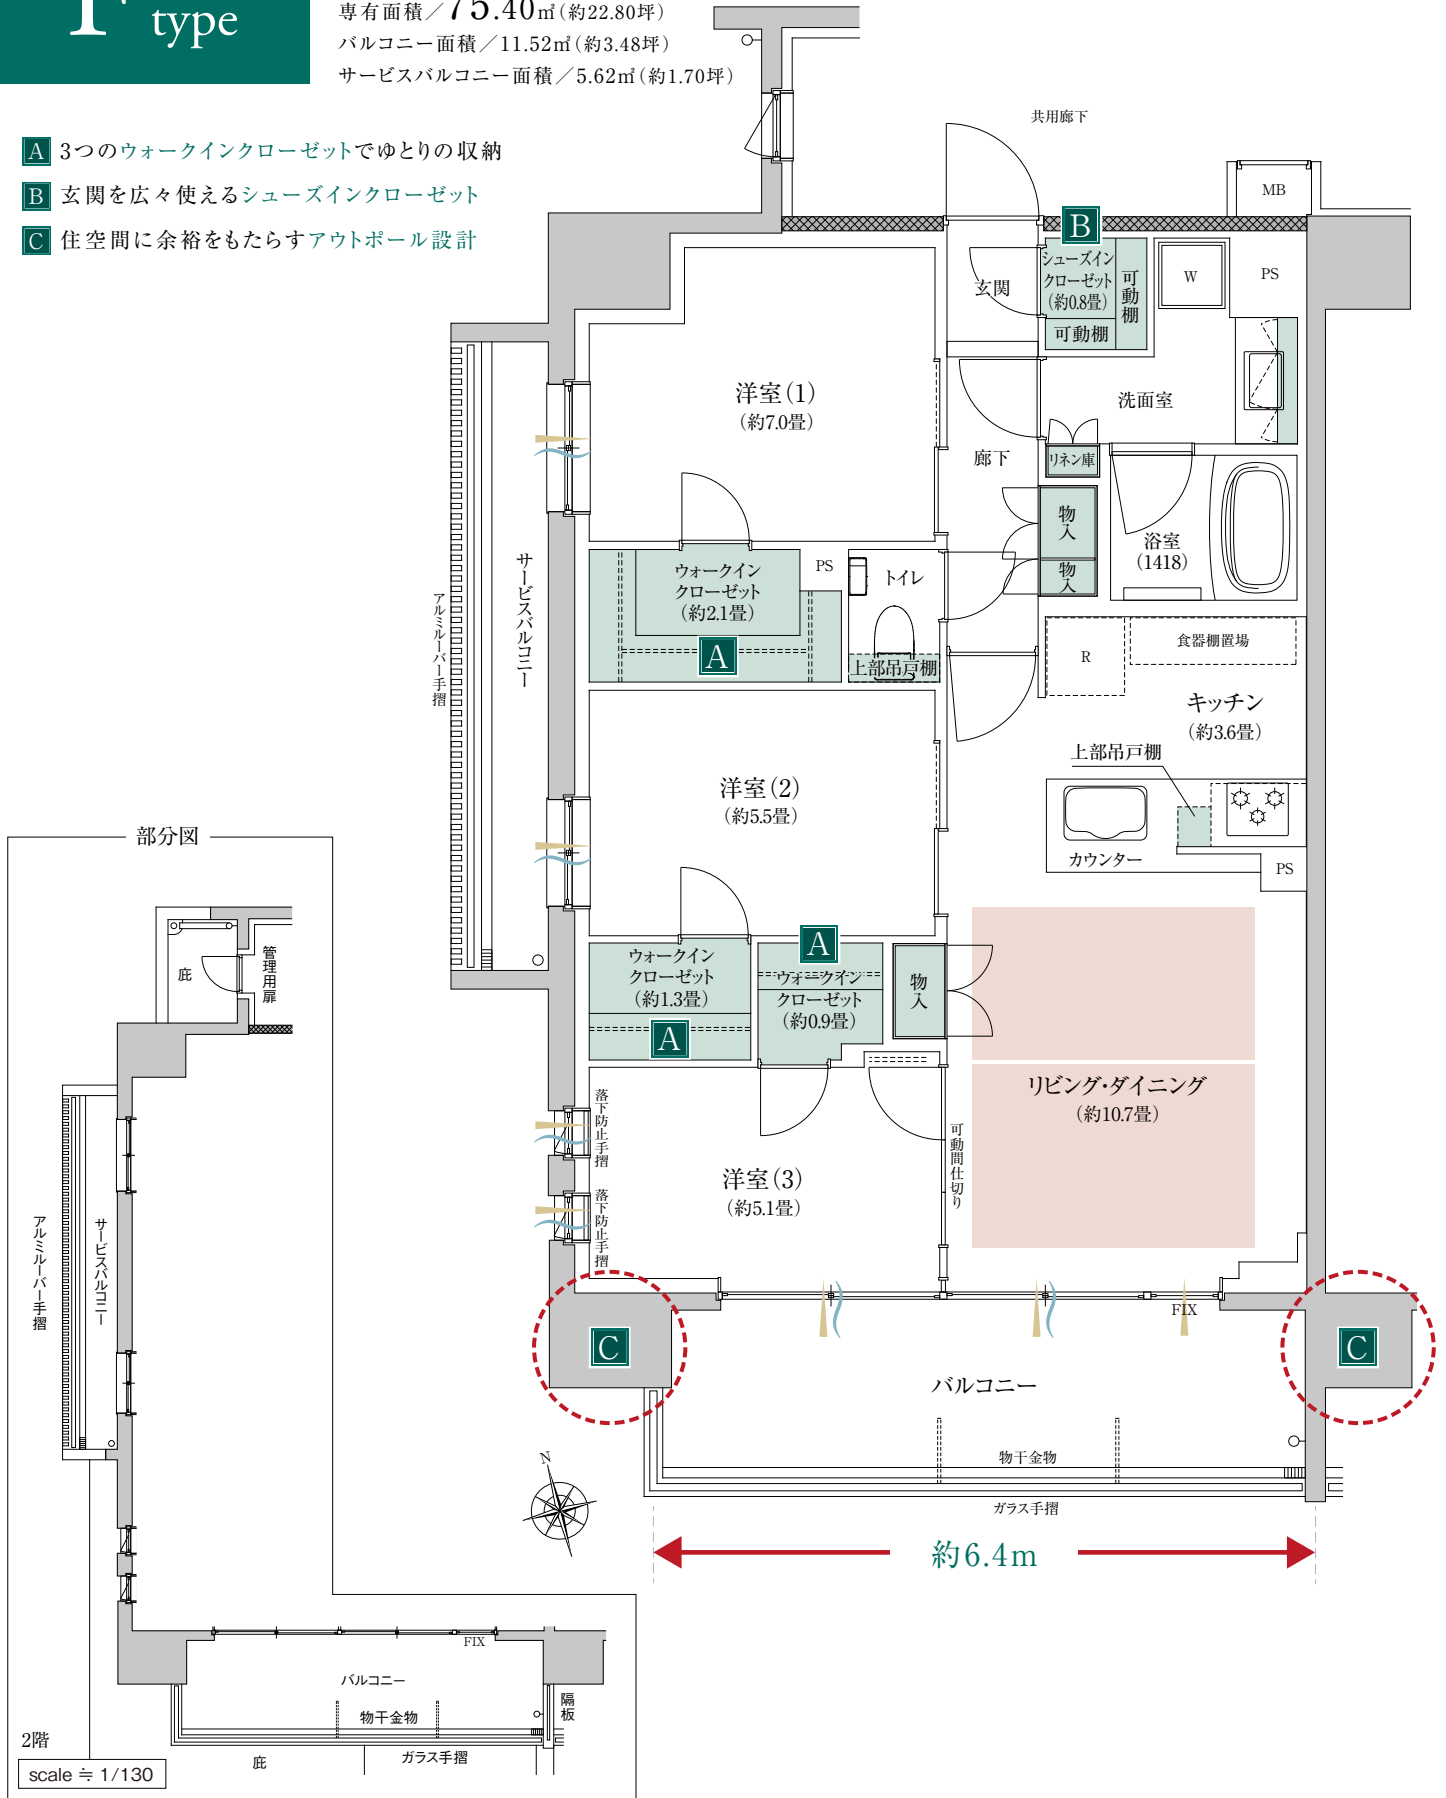 type
専有面積／75.40㎡（約22.80坪）
バルコニー面積／11.52㎡（約3.48坪）
サービスバルコニー面積／5.62㎡（約1.70坪）
A 3つのウォークインクローゼットでゆとりの収納
B 玄関を広々使えるシューズインクローゼット
C 住空間に余裕をもたらすアウトポール設計
共用廊下
MB
B
シューズイン
クローゼット
（約0.8畳）
可動棚
可動棚
玄関
W
PS
洋室（1）
（約7.0畳）
洗面室
廊下
リネン庫
物入
物入
浴室
（1418）
サービスバルコニー
アルミルーバー手摺
ウォークイン
クローゼット
（約2.1畳）
A
PS
トイレ
上部吊戸棚
R
食器棚置場
キッチン
（約3.6畳）
上部吊戸棚
カウンター
PS
洋室（2）
（約5.5畳）
ウォークイン
クローゼット
（約1.3畳）
A
A
ウォークイン
クローゼット
（約0.9畳）
物入
リビング・ダイニング
（約10.7畳）
落下防止手摺
落下防止手摺
洋室（3）
（約5.1畳）
可動間仕切り
FIX
C
C
バルコニー
物干金物
ガラス手摺
N
約6.4m
部分図
庇
管理用扉
アルミルーバー手摺
サービスバルコニー
FIX
バルコニー
物干金物
隔板
ガラス手摺
庇
2階
scale ≒ 1/130